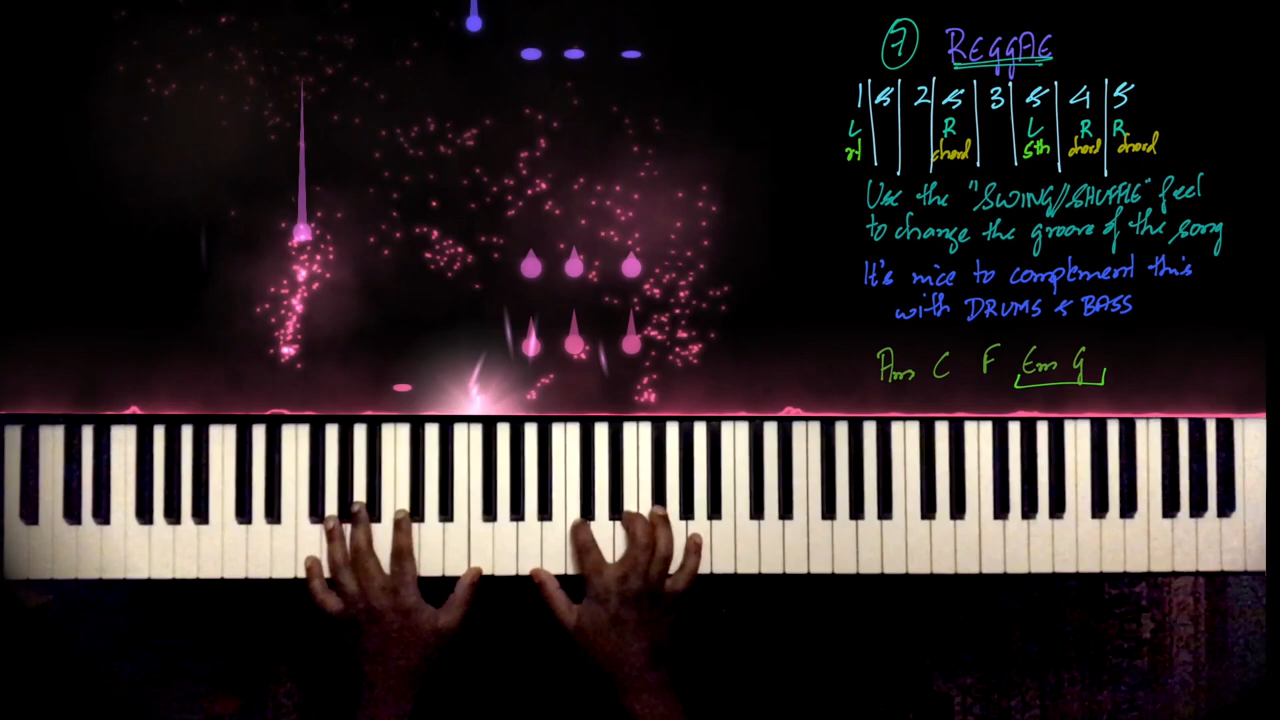 7 REGGAE
1 & 2 & 3 & 4 &
L R L R R
rt chord 5th chord chord
Use the "SWING/SHUFFLE" feel
to change the groove of the song
It's nice to complement this
with DRUMS & BASS
Am C F Em G